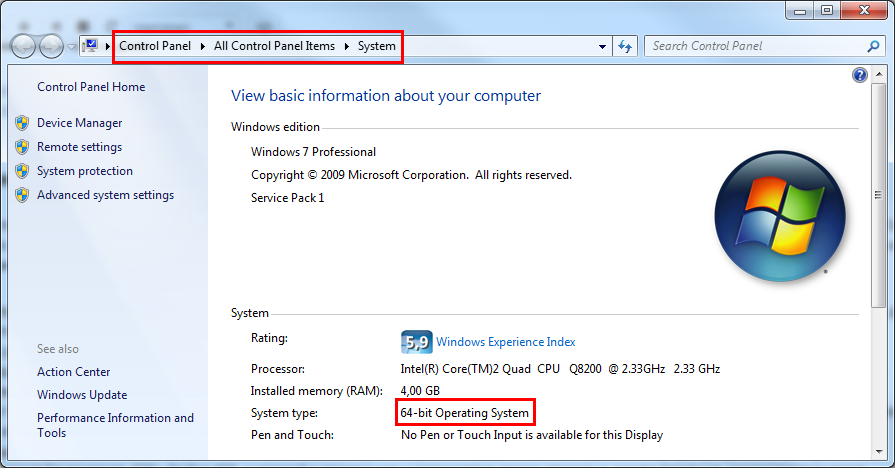 Control Panel All Control Panel Items System
Search Control Panel
Control Panel Home
Device Manager
Remote settings
System protection
Advanced system settings
See also
Action Center
Windows Update
Performance Information and
Tools
View basic information about your computer
Windows edition
Windows 7 Professional
Copyright © 2009 Microsoft Corporation. All rights reserved.
Service Pack 1
System
Rating: 5,9 Windows Experience Index
Processor: Intel(R) Core(TM)2 Quad CPU Q8200 @ 2.33GHz 2.33 GHz
Installed memory (RAM): 4,00 GB
System type: 64-bit Operating System
Pen and Touch: No Pen or Touch Input is available for this Display